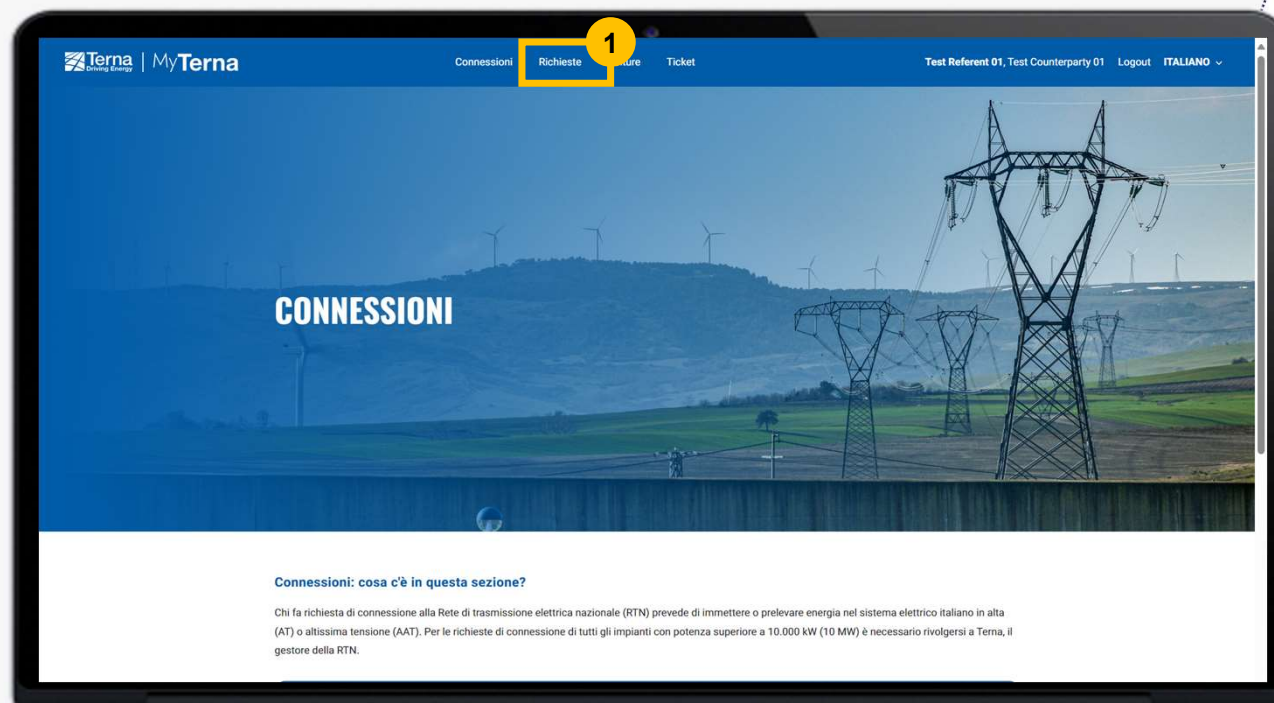 1
Terna
Driving Energy
MyTerna
Connessioni Richieste Ticket
Test Referent 01, Test Counterparty 01 Logout ITALIANO
CONNESSIONI
Connessioni: cosa c'è in questa sezione?
Chi fa richiesta di connessione alla Rete di trasmissione elettrica nazionale (RTN) prevede di immettere o prelevare energia nel sistema elettrico italiano in alta
(AT) o altissima tensione (AAT). Per le richieste di connessione di tutti gli impianti con potenza superiore a 10.000 kW (10 MW) è necessario rivolgersi a Terna, il
gestore della RTN.